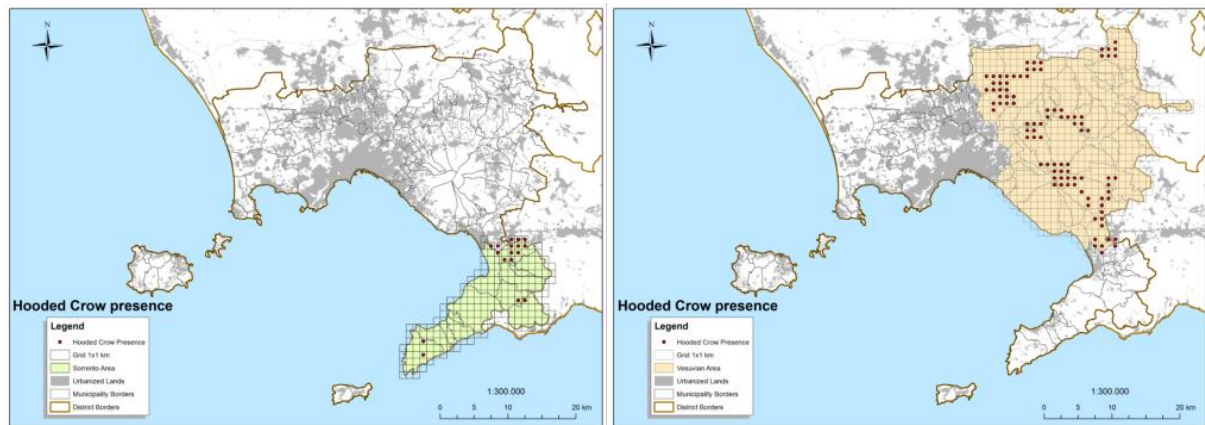 N
Hooded Crow presence
Legend
Hooded Crow Presence
Grid 1x1 km
Sorrento Area
Urbanized Lands
Municipality Borders
District Borders
1:300.000
0 5 10 20 km
N
Hooded Crow presence
Legend
Hooded Crow Presence
Grid 1x1 km
Vesuvian Area
Urbanized Lands
Municipality Borders
District Borders
1:300.000
0 5 10 20 km